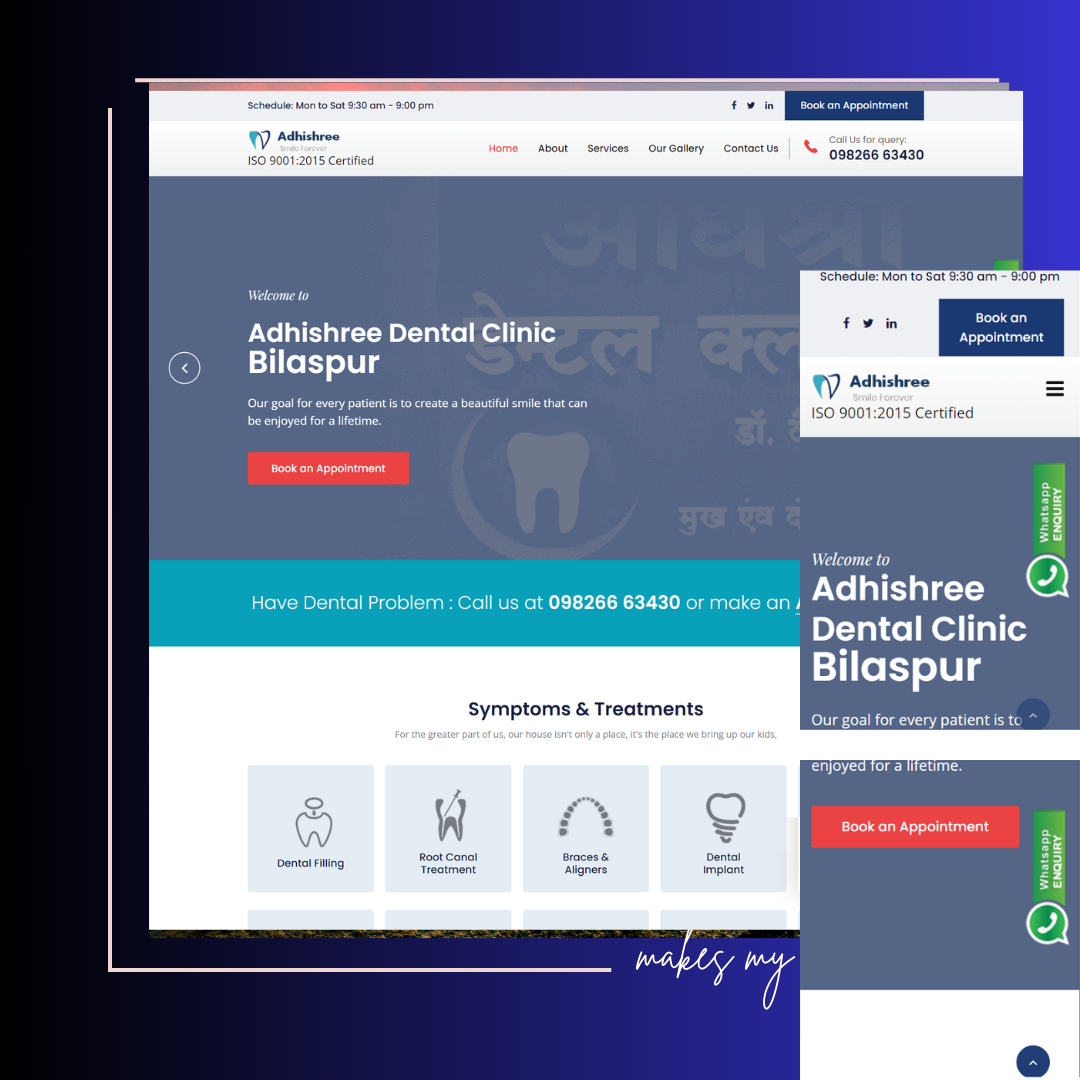 Schedule: Mon to Sat 9:30 am - 9:00 pm
Book an Appointment
Adhishree
Smile Forever
ISO 9001:2015 Certified
Home About Services Our Gallery Contact Us
Call Us for query:
098266 63430
आधश्री
डेन्टल क्ल
डॉ.
मुख एंव द
Welcome to
Adhishree Dental Clinic
Bilaspur
Our goal for every patient is to create a beautiful smile that can
be enjoyed for a lifetime.
Book an Appointment
Have Dental Problem : Call us at 098266 63430 or make an
Symptoms & Treatments
For the greater part of us, our house isn't only a place, it's the place we bring up our kids,
Dental Filling
Root Canal
Treatment
Braces &
Aligners
Dental
Implant
makes my
Schedule: Mon to Sat 9:30 am - 9:00 pm
Book an
Appointment
Adhishree
Smile Forever
ISO 9001:2015 Certified
Whatsapp
ENQUIRY
Welcome to
Adhishree
Dental Clinic
Bilaspur
Our goal for every patient is to
enjoyed for a lifetime.
Book an Appointment
Whatsapp
ENQUIRY